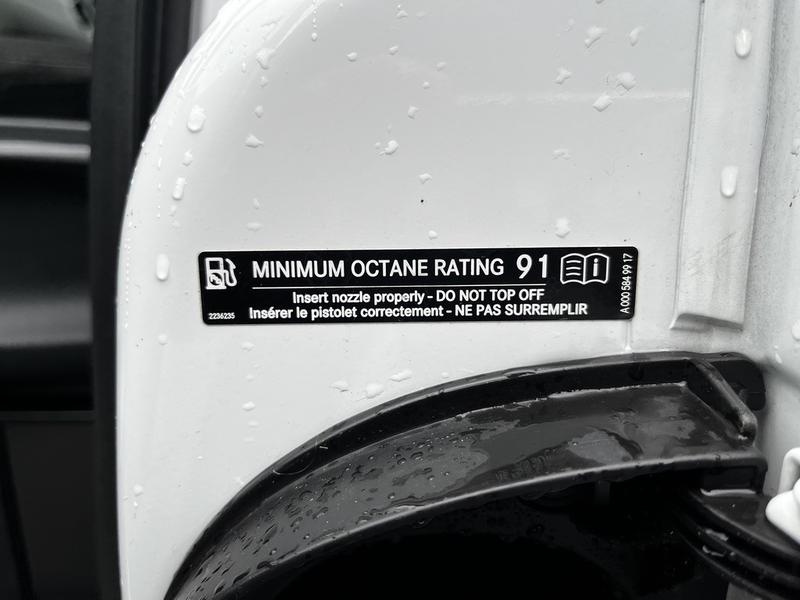 MINIMUM OCTANE RATING 91
Insert nozzle properly - DO NOT TOP OFF
Insérer le pistolet correctement - NE PAS SURREMPLIR
2236235
A 000 584 99 17